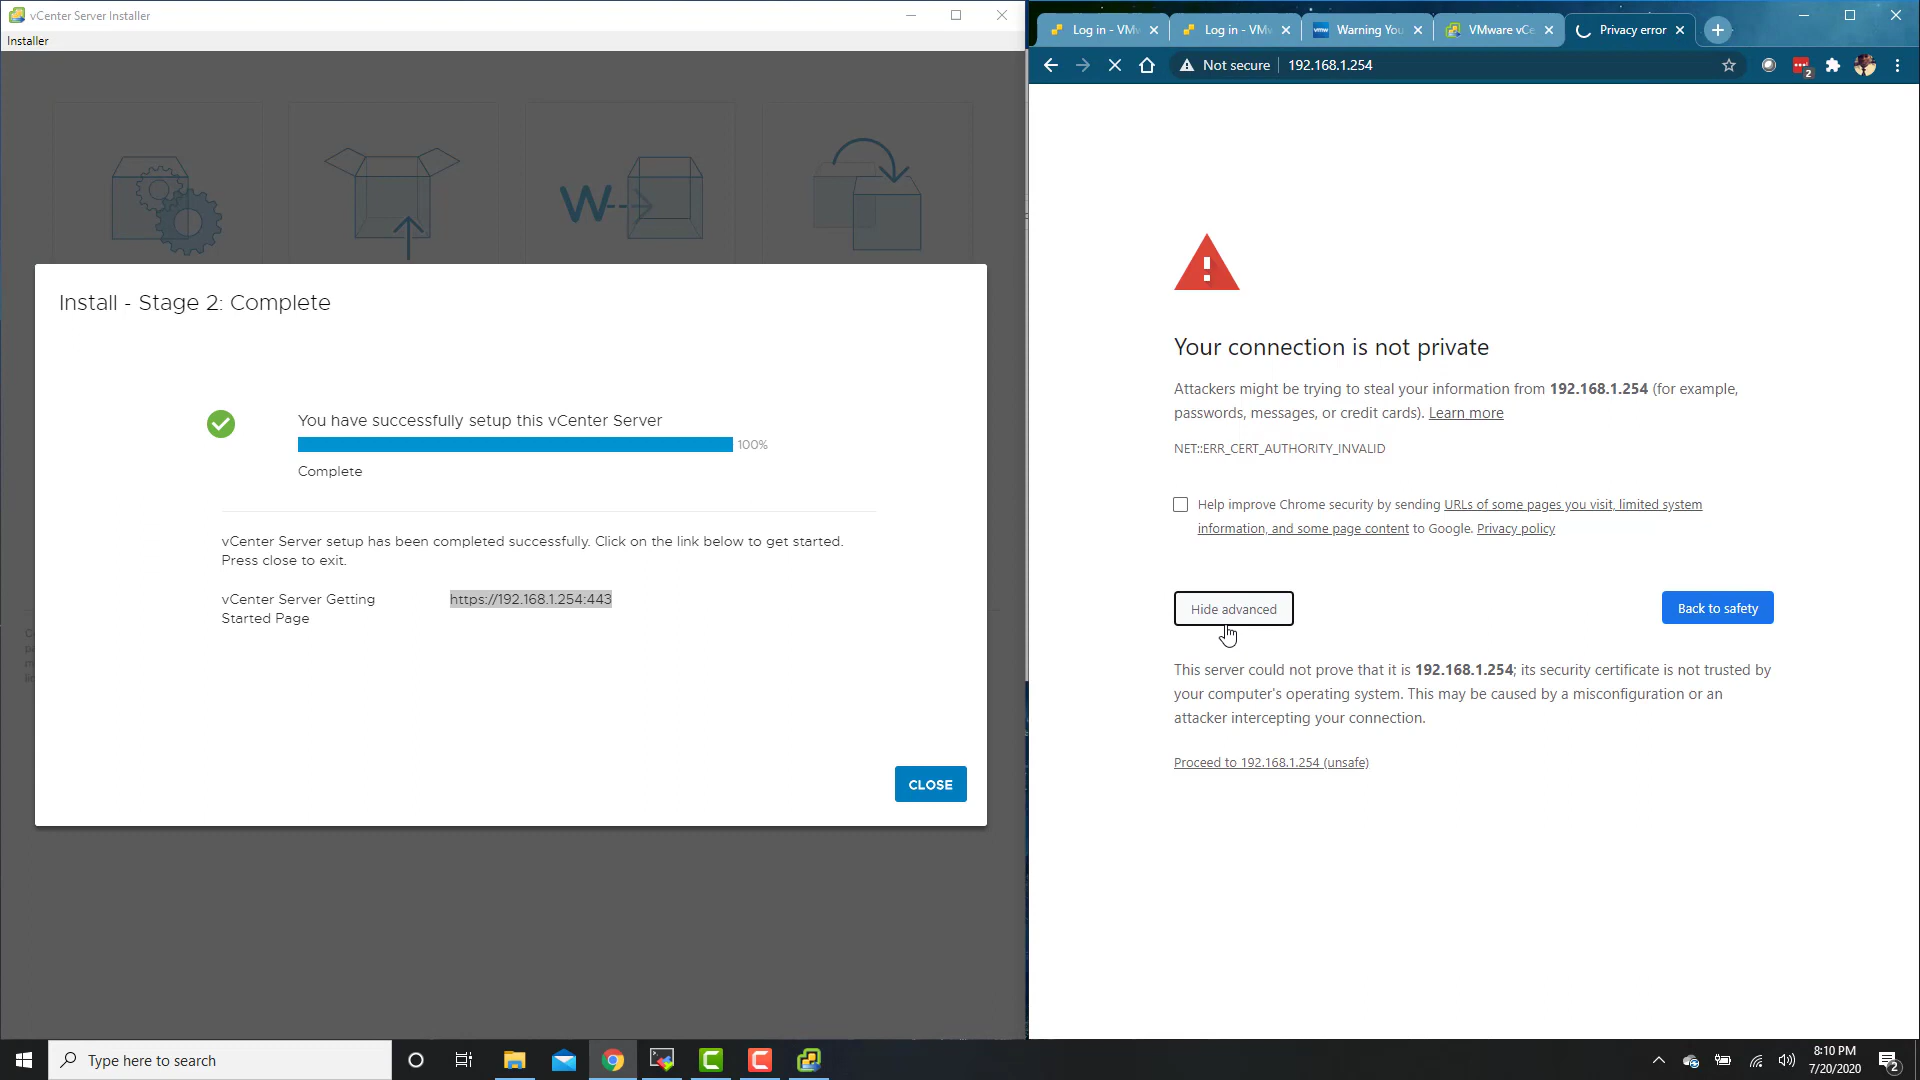 vCenter Server Installer
Installer
W
Install - Stage 2: Complete
You have successfully setup this vCenter Server
100%
Complete
vCenter Server setup has been completed successfully. Click on the link below to get started.
Press close to exit.
vCenter Server Getting
Started Page
https://192.168.1.254:443
CLOSE
Log in - VMw
Log in - VMw
vmw
Warning You
VMware vCe
Privacy error
Not secure
192.168.1.254
2
Your connection is not private
Attackers might be trying to steal your information from 192.168.1.254 (for example,
passwords, messages, or credit cards). Learn more
NET::ERR_CERT_AUTHORITY_INVALID
Help improve Chrome security by sending URLs of some pages you visit, limited system
information, and some page content to Google. Privacy policy
Hide advanced
Back to safety
This server could not prove that it is 192.168.1.254; its security certificate is not trusted by
your computer's operating system. This may be caused by a misconfiguration or an
attacker intercepting your connection.
Proceed to 192.168.1.254 (unsafe)
Type here to search
8:10 PM
7/20/2020
2